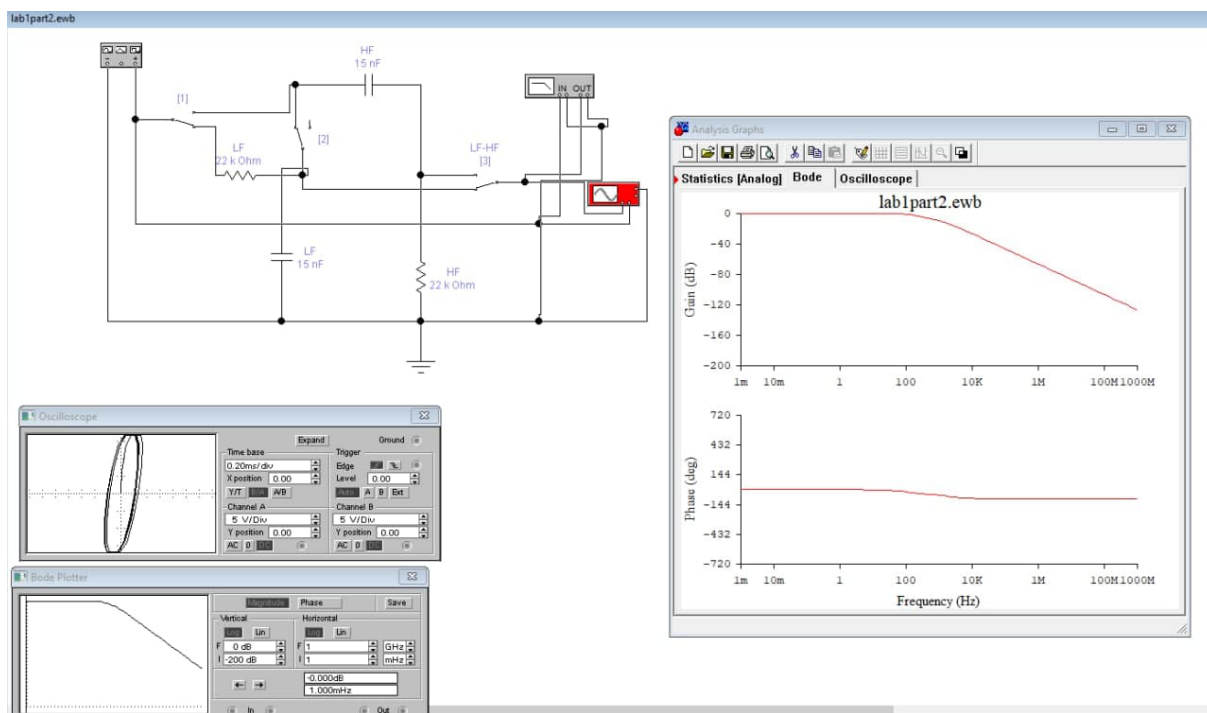 lab1part2.ewb
HF
15 nF
[1]
IN OUT
[2]
LF
22 k Ohm
LF-HF
[3]
LF
15 nF
HF
22 k Ohm
Analysis Graphs
Statistics [Analog] Bode Oscilloscope
lab1part2.ewb
Gain (dB)
0
-40
-80
-120
-160
-200
1m 10m 1 100 10K 1M 100M 1000M
Phase (deg)
720
432
144
-144
-432
-720
1m 10m 1 100 10K 1M 100M 1000M
Frequency (Hz)
Oscilloscope
Expand Ground
Time base Trigger
0.20ms/div Edge
X position 0.00 Level 0.00
Y/T B/A A/B Auto A B Ext
Channel A Channel B
5 V/Div 5 V/Div
Y position 0.00 Y position 0.00
AC 0 DC AC 0 DC
Bode Plotter
Magnitude Phase Save
Vertical Horizontal
Log Lin Log Lin
F 0 dB F 1 GHz
I -200 dB I 1 mHz
-0.000dB
1.000mHz
In Out